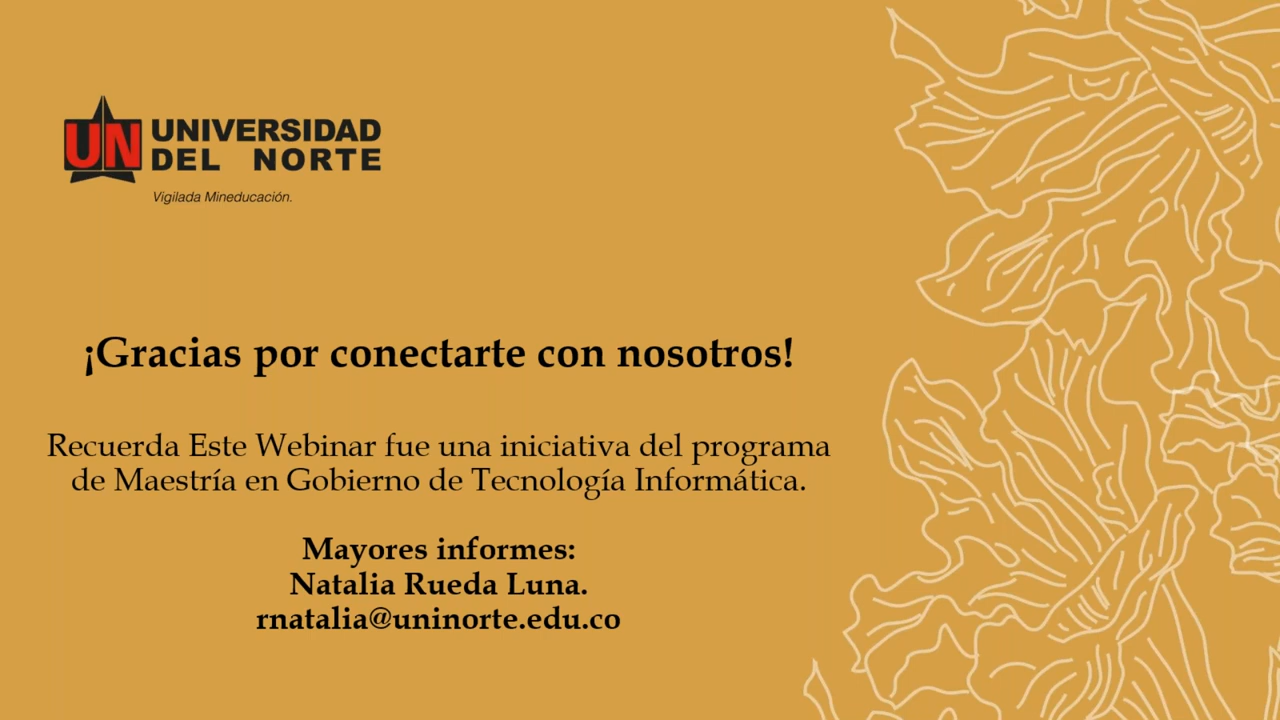 UN UNIVERSIDAD
DEL NORTE
Vigilada Mineducación.
¡Gracias por conectarte con nosotros!
Recuerda Este Webinar fue una iniciativa del programa
de Maestría en Gobierno de Tecnología Informática.
Mayores informes:
Natalia Rueda Luna.
rnatalia@uninorte.edu.co